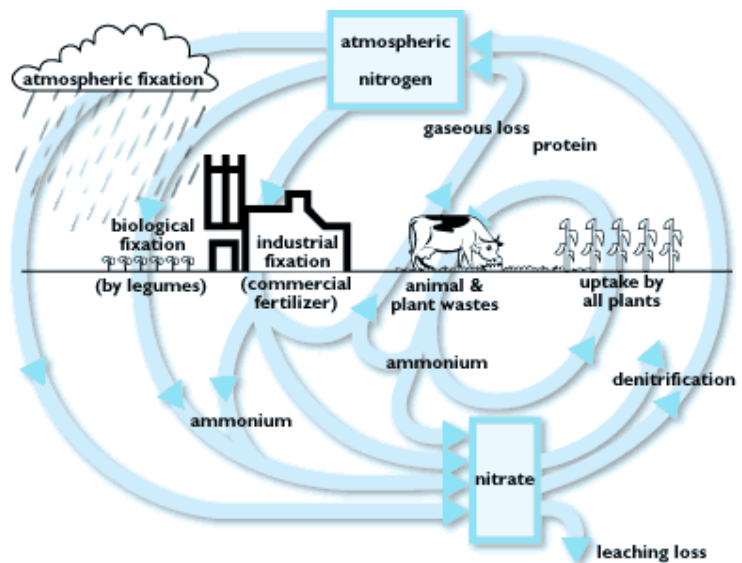 atmospheric
nitrogen
atmospheric fixation
gaseous loss
protein
biological
fixation
(by legumes)
industrial
fixation
(commercial
fertilizer)
animal &
plant wastes
uptake by
all plants
ammonium
denitrification
ammonium
nitrate
leaching loss